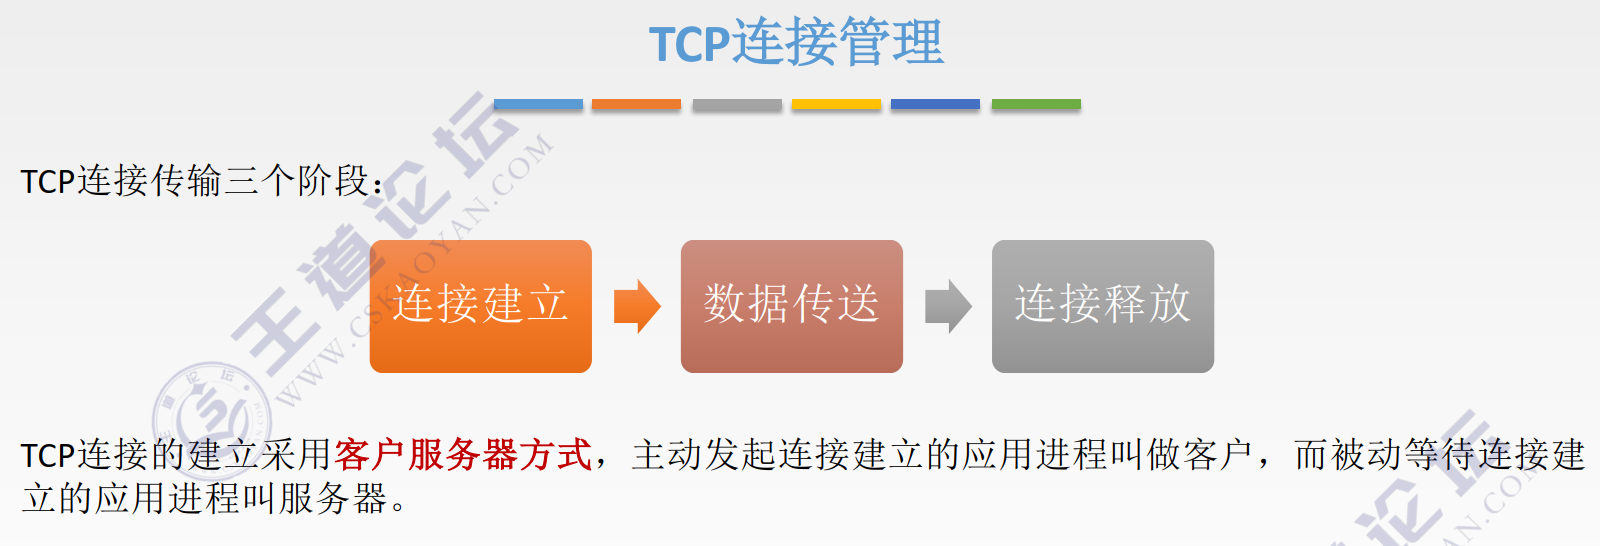 TCP连接管理
TCP连接传输三个阶段：
连接建立
数据传送
连接释放
TCP连接的建立采用客户服务器方式，主动发起连接建立的应用进程叫做客户，而被动等待连接建
立的应用进程叫服务器。
王道论坛
WWW.CSKAOYAN.COM